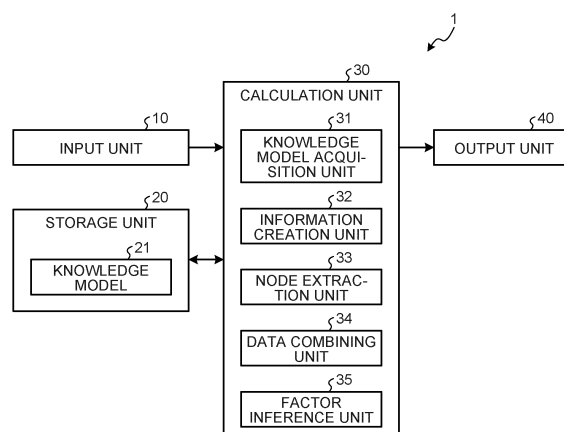 1
30
CALCULATION UNIT
10
INPUT UNIT
31
KNOWLEDGE
MODEL ACQUI-
SITION UNIT
40
OUTPUT UNIT
20
STORAGE UNIT
21
KNOWLEDGE
MODEL
32
INFORMATION
CREATION UNIT
33
NODE EXTRAC-
TION UNIT
34
DATA COMBINING
UNIT
35
FACTOR
INFERENCE UNIT